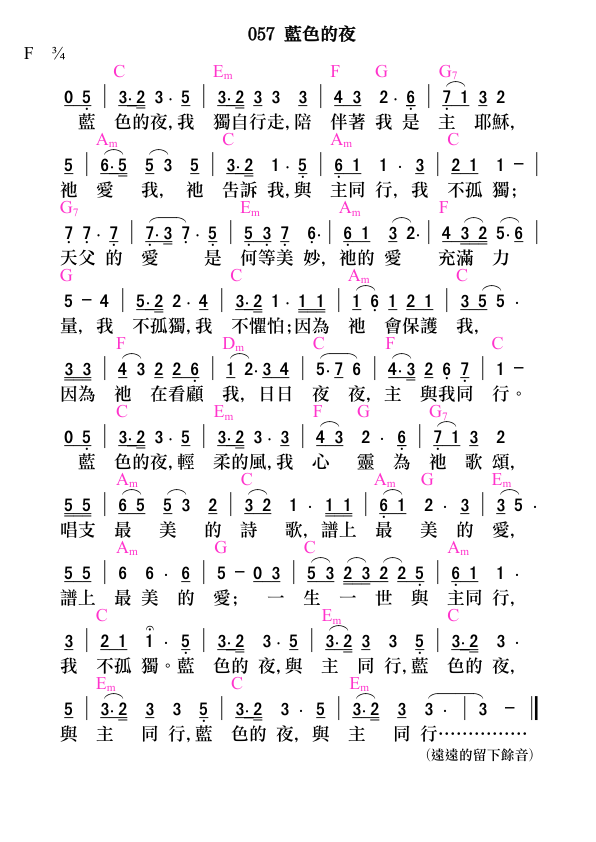 057 藍色的夜
F ¾
C Em F G G7
0 5 | 3·2 3 · 5 | 3·2 3 3 3 | 4 3 2 · 6 | 7 1 3 2
藍 色的夜,我 獨自行走,陪 伴著 我 是 主 耶穌,
Am C Am C
5 | 6·5 5 3 5 | 3·2 1 · 5 | 6 1 1 · 3 | 2 1 1 − |
祂 愛 我, 祂 告訴 我,與 主同 行, 我 不孤 獨;
G7 Em Am F
7 7 · 7 | 7·3 7 · 5 | 5 3 7 6· | 6 1 3 2· | 4 3 2 5·6 |
天父 的 愛 是 何等美 妙, 祂的 愛 充滿 力
G C Am C
5 − 4 | 5·2 2 · 4 | 3·2 1 · 1 1 | 1 6 1 2 1 | 3 5 5 ·
量, 我 不孤獨,我 不懼怕;因為 祂 會保護 我,
F Dm C F C
3 3 | 4 3 2 2 6 | 1 2·3 4 | 5·7 6 | 4·3 2 6 7 | 1 −
因為 祂 在看顧 我, 日日 夜 夜, 主 與我同 行。
C Em F G G7
0 5 | 3·2 3 · 5 | 3·2 3 · 3 | 4 3 2 · 6 | 7 1 3 2
藍 色的夜,輕 柔的風,我 心 靈 為 祂 歌 頌,
Am C Am G Em
5 5 | 6 5 5 3 2 | 3 2 1 · 1 1 | 6 1 2 · 3 | 3 5 ·
唱支 最 美 的 詩 歌, 譜上 最 美 的 愛,
Am G C Am
5 5 | 6 6 · 6 | 5 − 0 3 | 5 3 2 3 2 2 5 | 6 1 1 ·
譜上 最 美 的 愛; 一 生 一 世 與 主同 行,
C Em C
3 | 2 1 1 · 5 | 3·2 3 · 5 | 3·2 3 3 5 | 3·2 3 ·
我 不孤 獨。藍 色的 夜,與 主 同 行,藍 色的 夜,
Em C Em
5 | 3·2 3 3 5 | 3·2 3 · 5 | 3·2 3 3 · | 3 − ‖
與 主 同 行,藍 色的 夜, 與 主 同 行……………
(遠遠的留下餘音)